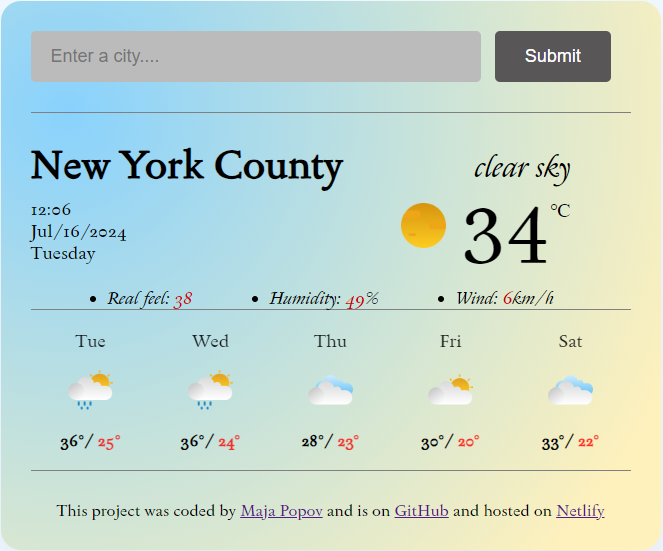 Enter a city....
Submit
New York County
clear sky
12:06
Jul/16/2024
Tuesday
34 °C
• Real feel: 38 • Humidity: 49% • Wind: 6km/h
Tue Wed Thu Fri Sat
36°/ 25° 36°/ 24° 28°/ 23° 30°/ 20° 33°/ 22°
This project was coded by Maja Popov and is on GitHub and hosted on Netlify